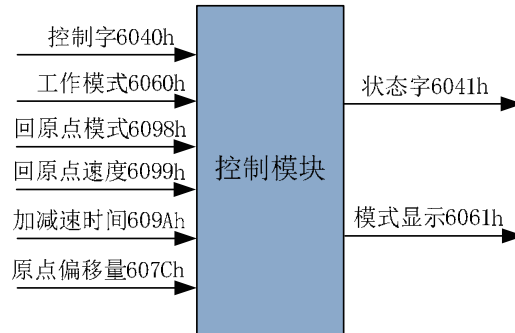 控制字6040h
工作模式6060h
回原点模式6098h
回原点速度6099h
加减速时间609Ah
原点偏移量607Ch
控制模块
状态字6041h
模式显示6061h